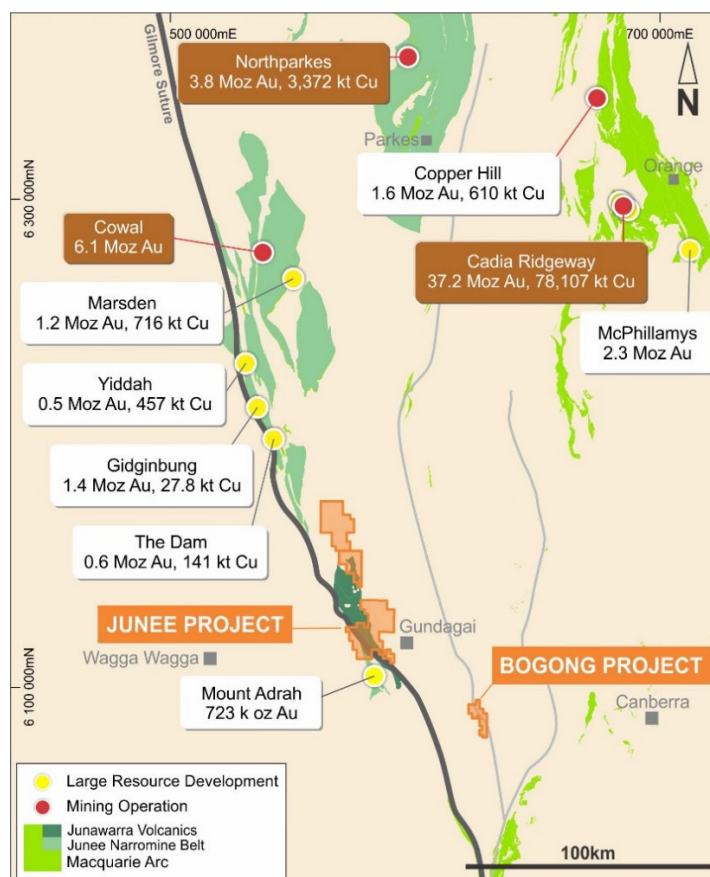 500 000mE
700 000mE
Gilmore Suture
N
Northparkes
3.8 Moz Au, 3,372 kt Cu
Parkes
Copper Hill
1.6 Moz Au, 610 kt Cu
Orange
6 300 000mN
Cowal
6.1 Moz Au
Cadia Ridgeway
37.2 Moz Au, 78,107 kt Cu
Marsden
1.2 Moz Au, 716 kt Cu
McPhillamys
2.3 Moz Au
Yiddah
0.5 Moz Au, 457 kt Cu
Gidginbung
1.4 Moz Au, 27.8 kt Cu
The Dam
0.6 Moz Au, 141 kt Cu
JUNEE PROJECT
Gundagai
Wagga Wagga
BOGONG PROJECT
Mount Adrah
723 k oz Au
6 100 000mN
Canberra
Large Resource Development
Mining Operation
Junawarra Volcanics
Junee Narromine Belt
Macquarie Arc
100km